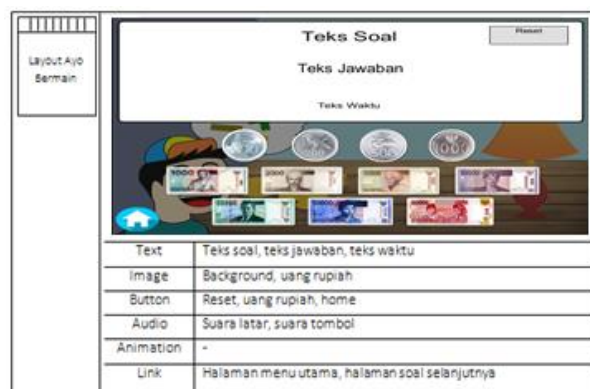 Layout Ayo
Bermain
Teks Soal
Reset
Teks Jawaban
Teks Waktu
1000
Text Teks soal, teks jawaban, teks waktu
Image Background, uang rupiah
Button Reset, uang rupiah, home
Audio Suara latar, suara tombol
Animation -
Link Halaman menu utama, halaman soal selanjutnya